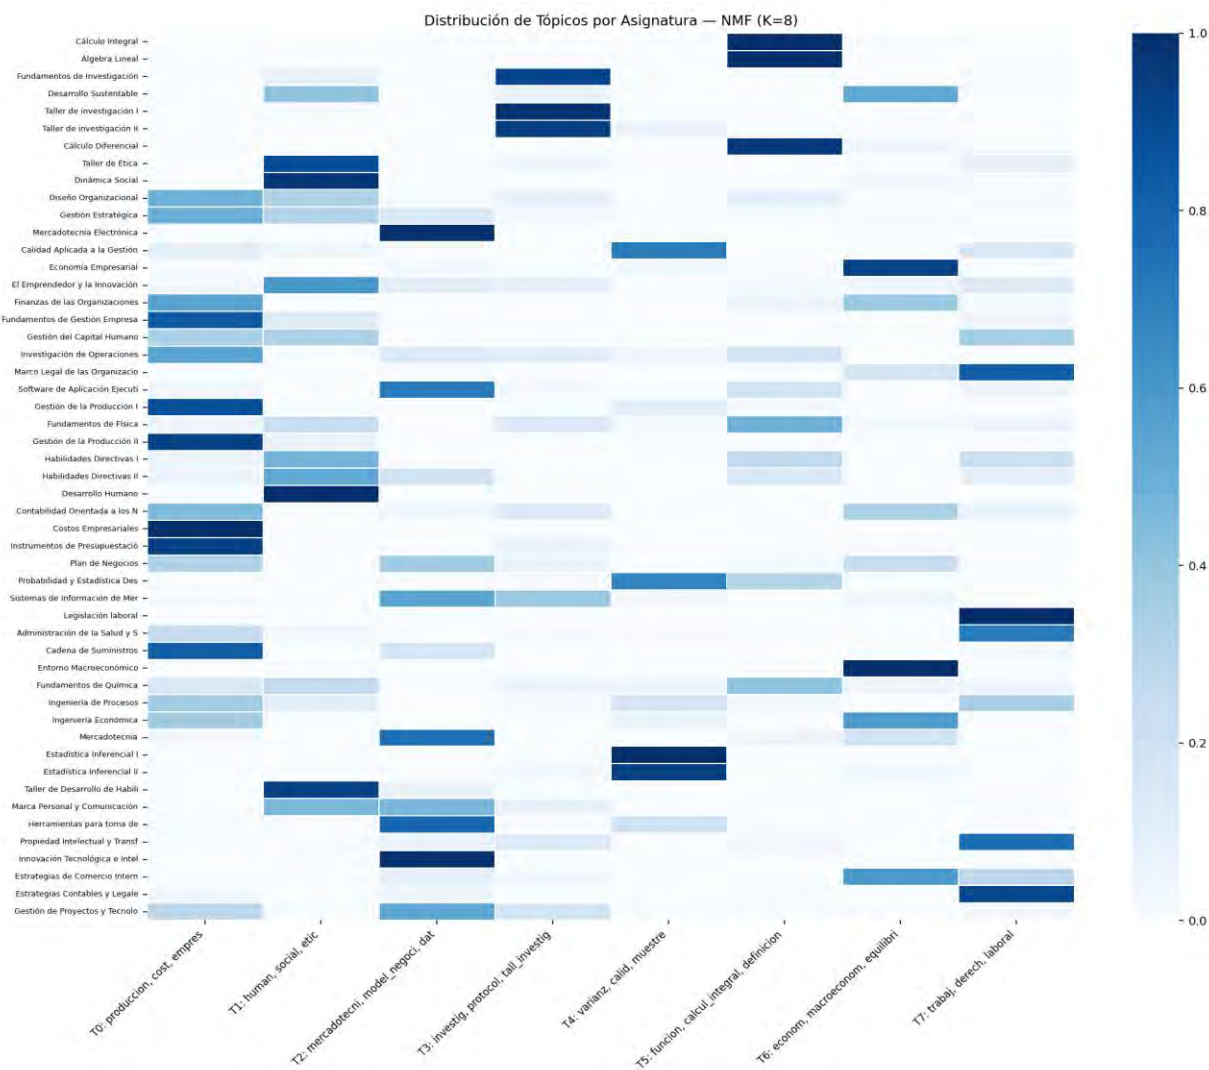 Distribución de Tópicos por Asignatura — NMF (K=8)
Cálculo Integral
Álgebra Lineal
Fundamentos de Investigación
Desarrollo Sustentable
Taller de investigación I
Taller de investigación II
Cálculo Diferencial
Taller de Ética
Dinámica Social
Diseño Organizacional
Gestión Estratégica
Mercadotecnia Electrónica
Calidad Aplicada a la Gestión
Economía Empresarial
El Emprendedor y la Innovación
Finanzas de las Organizaciones
Fundamentos de Gestión Empresa
Gestión del Capital Humano
Investigación de Operaciones
Marco Legal de las Organizacio
Software de Aplicación Ejecuti
Gestión de la Producción I
Fundamentos de Física
Gestión de la Producción II
Habilidades Directivas I
Habilidades Directivas II
Desarrollo Humano
Contabilidad Orientada a los N
Costos Empresariales
Instrumentos de Presupuestació
Plan de Negocios
Probabilidad y Estadística Des
Sistemas de Información de Mer
Legislación laboral
Administración de la Salud y S
Cadena de Suministros
Entorno Macroeconómico
Fundamentos de Química
Ingeniería de Procesos
Ingeniería Económica
Mercadotecnia
Estadística Inferencial I
Estadística Inferencial II
Taller de Desarrollo de Habili
Marca Personal y Comunicación
Herramientas para toma de
Propiedad Intelectual y Transf
Innovación Tecnológica e Intel
Estrategias de Comercio Intern
Estrategias Contables y Legale
Gestión de Proyectos y Tecnolo
T0: produccion, cost, empres
T1: human, social, etic
T2: mercadotecni, model_negoci, dat
T3: investig, protocol, tall_investig
T4: varianz, calid, muestre
T5: funcion, calcul_integral, definicion
T6: econom, macroeconom, equilibri
T7: trabaj, derech, laboral
1.0
0.8
0.6
0.4
0.2
0.0